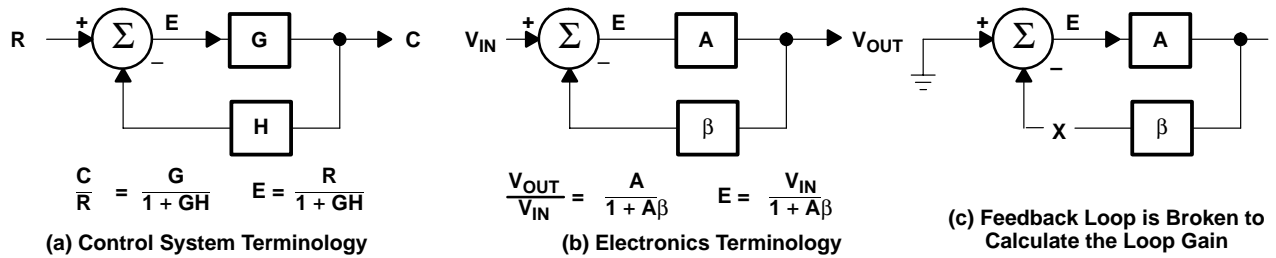 R + Σ − E G C
H
C/R = G/(1 + GH) E = R/(1 + GH)
(a) Control System Terminology
V_IN + Σ − E A V_OUT
β
V_OUT/V_IN = A/(1 + Aβ) E = V_IN/(1 + Aβ)
(b) Electronics Terminology
+ Σ − E A
X β
(c) Feedback Loop is Broken to
Calculate the Loop Gain